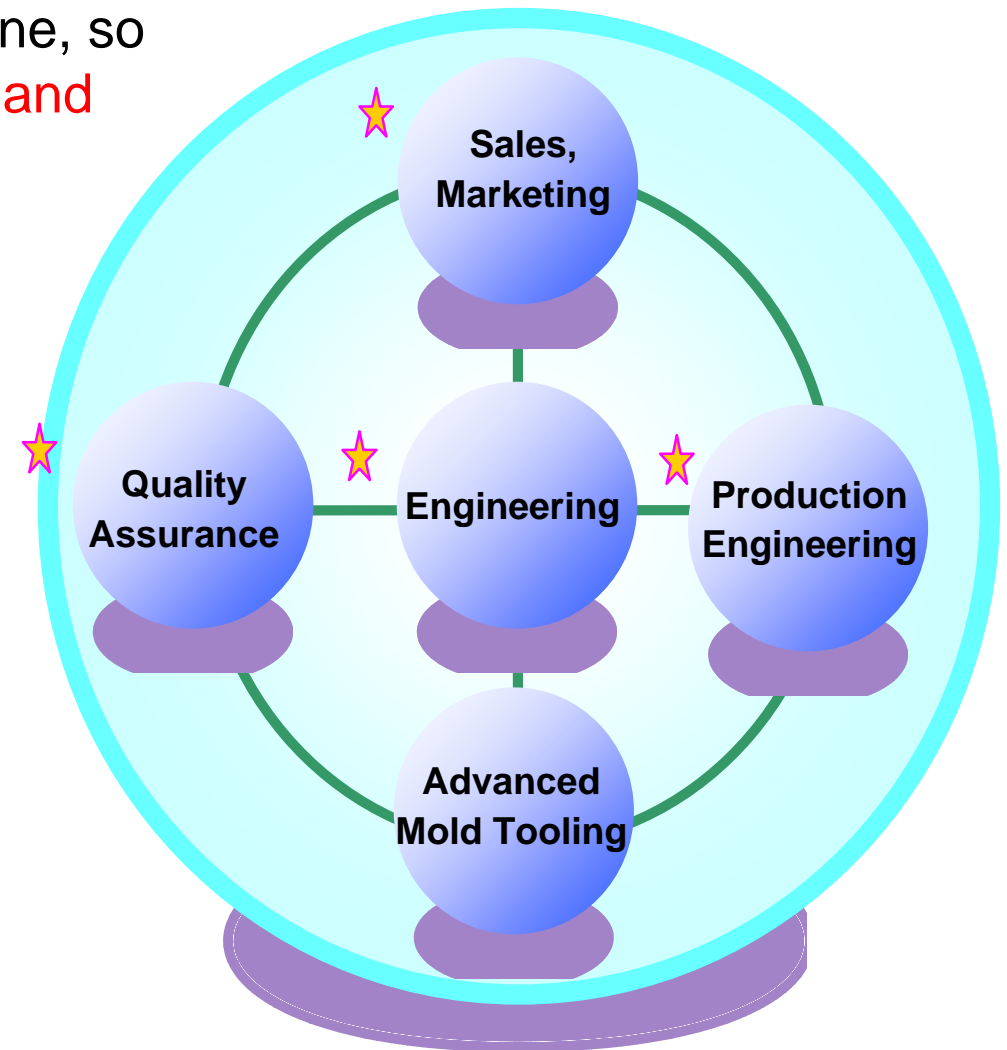 ne, so
and
Sales,
Marketing
Quality
Assurance
Engineering
Production
Engineering
Advanced
Mold Tooling